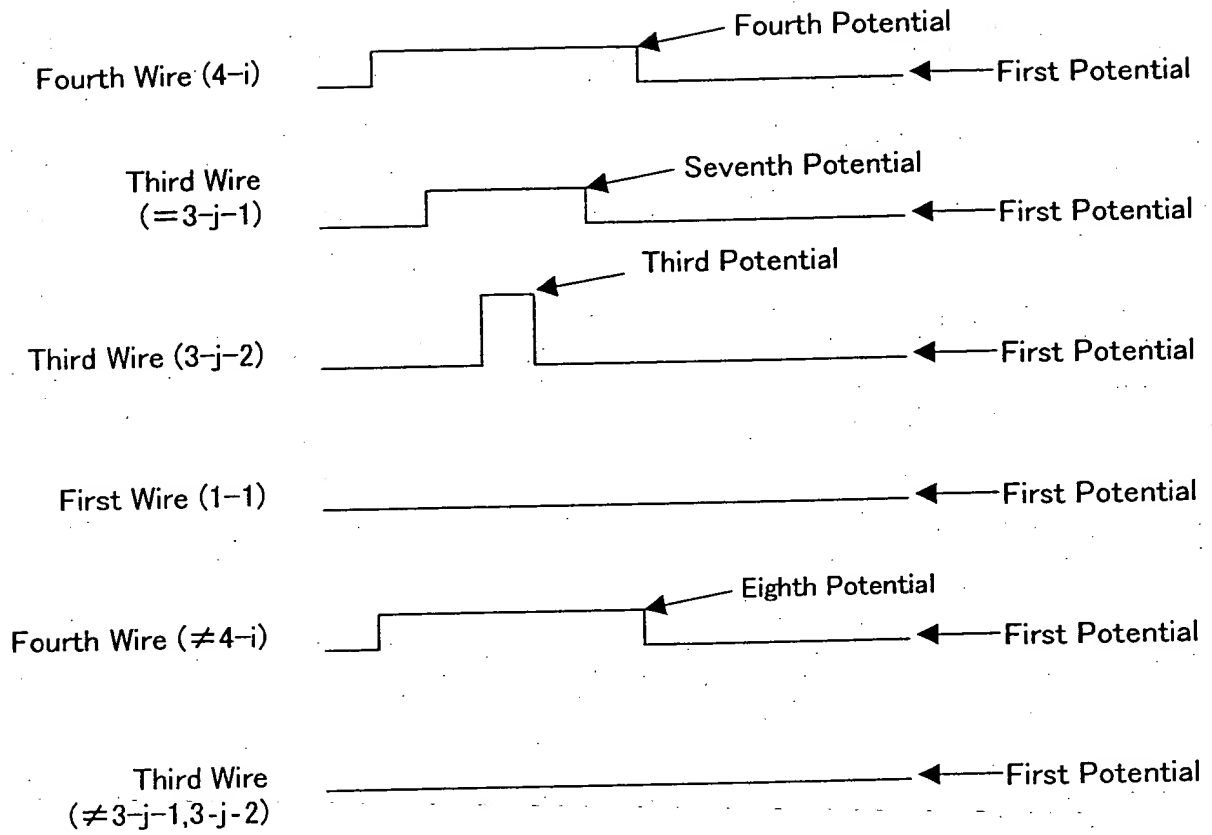 Fourth Potential
Fourth Wire (4-i)
First Potential
Seventh Potential
Third Wire
(=3-j-1)
First Potential
Third Potential
Third Wire (3-j-2)
First Potential
First Wire (1-1)
First Potential
Eighth Potential
Fourth Wire (≠4-i)
First Potential
Third Wire
(≠3-j-1,3-j-2)
First Potential